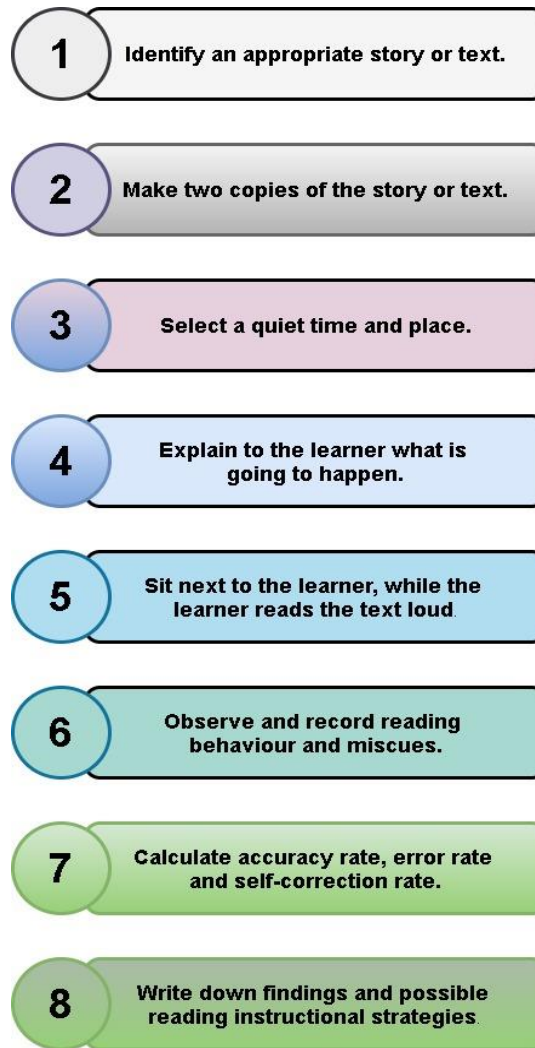 1
Identify an appropriate story or text.
2
Make two copies of the story or text.
3
Select a quiet time and place.
4
Explain to the learner what is
going to happen.
5
Sit next to the learner, while the
learner reads the text loud.
6
Observe and record reading
behaviour and miscues.
7
Calculate accuracy rate, error rate
and self-correction rate.
8
Write down findings and possible
reading instructional strategies.